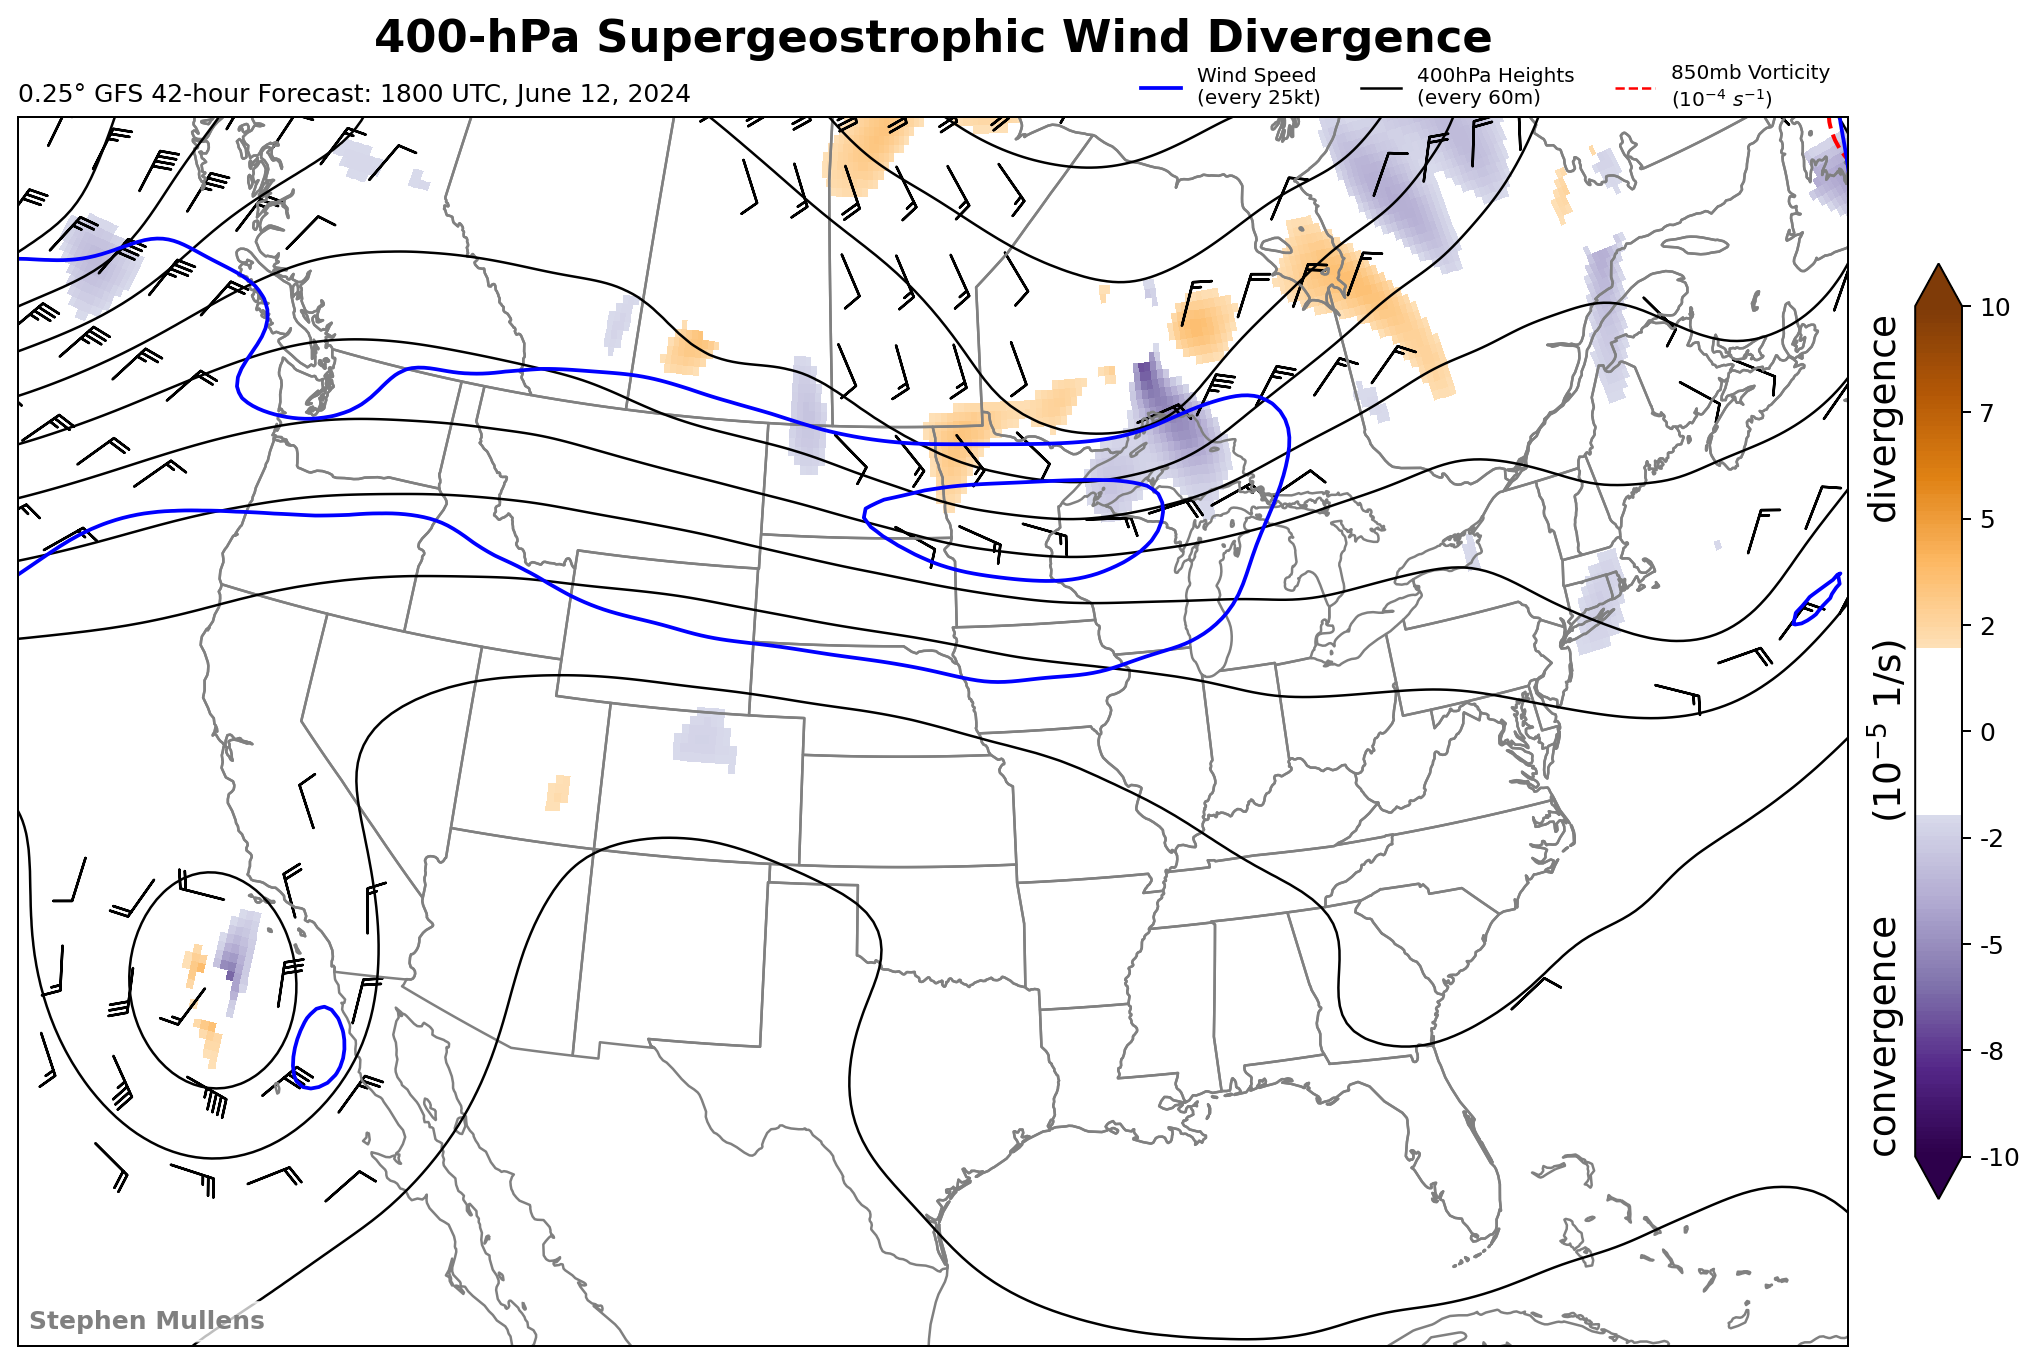 400-hPa Supergeostrophic Wind Divergence
0.25° GFS 42-hour Forecast: 1800 UTC, June 12, 2024
Wind Speed
(every 25kt)
400hPa Heights
(every 60m)
850mb Vorticity
(10⁻⁴ s⁻¹)
10
7
5
2
0
-2
-5
-8
-10
convergence (10⁻⁵ 1/s) divergence
Stephen Mullens